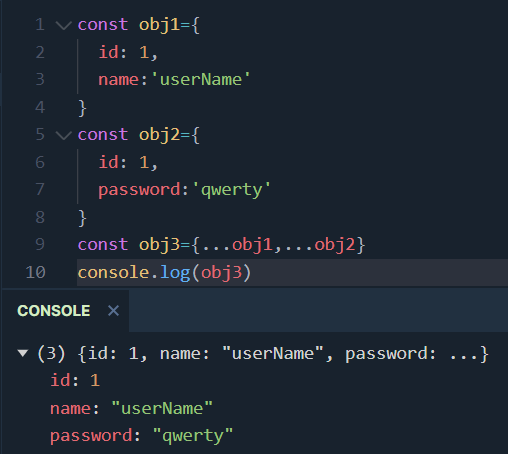 1 const obj1={
2 id: 1,
3 name:'userName'
4 }
5 const obj2={
6 id: 1,
7 password:'qwerty'
8 }
9 const obj3={...obj1,...obj2}
10 console.log(obj3)
CONSOLE ×
▼ (3) {id: 1, name: "userName", password: ...}
id: 1
name: "userName"
password: "qwerty"